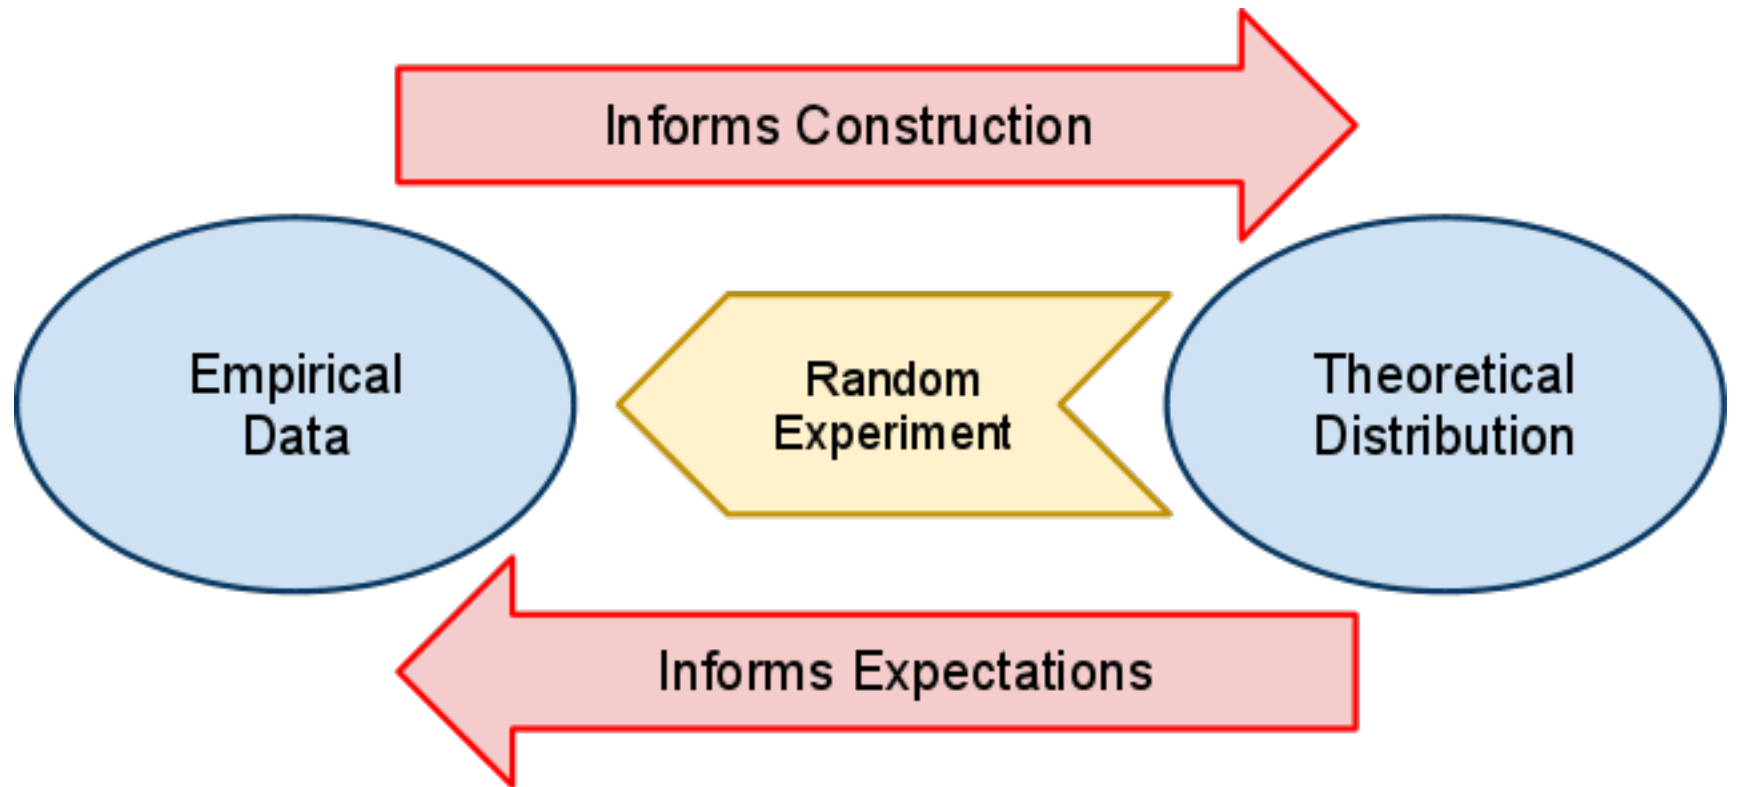 Informs Construction
Empirical
Data
Random
Experiment
Theoretical
Distribution
Informs Expectations